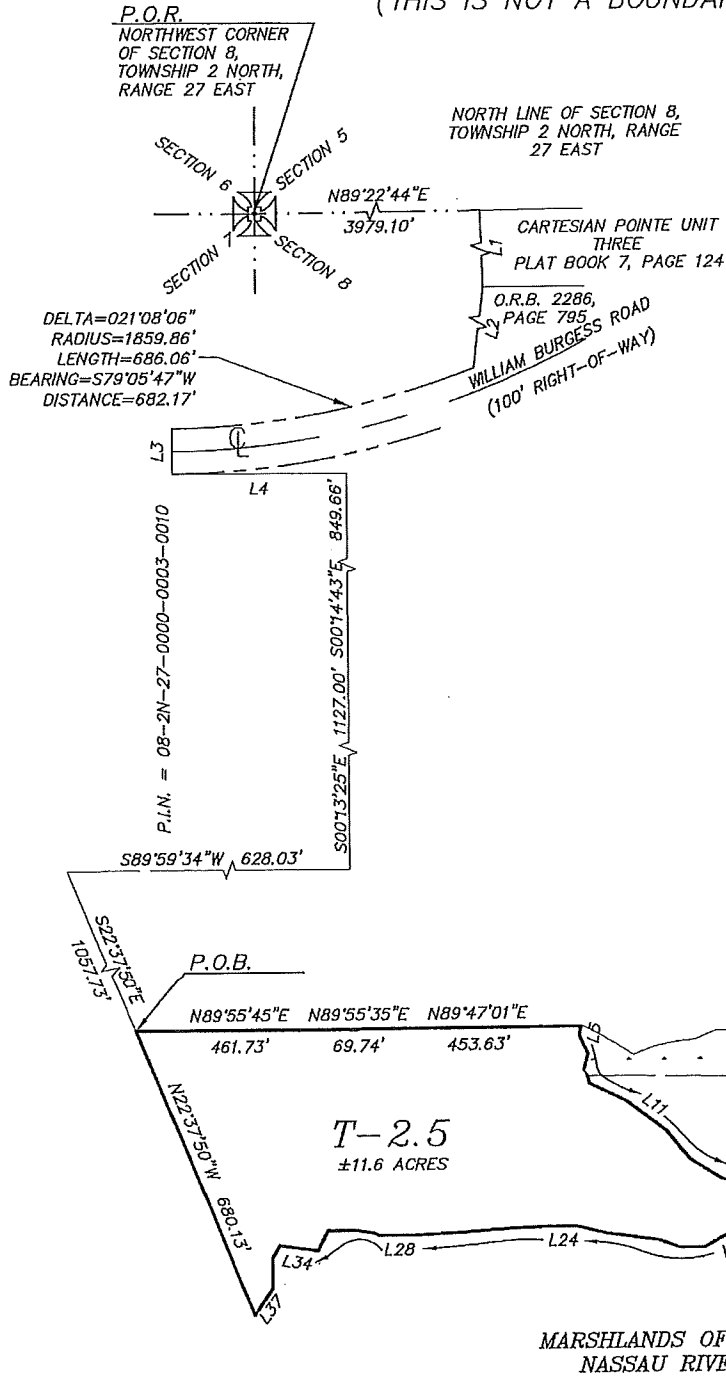 (THIS IS NOT A BOUNDAR
P.O.R.
NORTHWEST CORNER
OF SECTION 8,
TOWNSHIP 2 NORTH,
RANGE 27 EAST
NORTH LINE OF SECTION 8,
TOWNSHIP 2 NORTH, RANGE
27 EAST
SECTION 6
SECTION 5
SECTION 7
SECTION 8
N89°22'44"E
3979.10'
L1
CARTESIAN POINTE UNIT
THREE
PLAT BOOK 7, PAGE 124
O.R.B. 2286,
PAGE 795
L2
DELTA=021°08'06"
RADIUS=1859.86'
LENGTH=686.06'
BEARING=S79°05'47"W
DISTANCE=682.17'
WILLIAM BURGESS ROAD
(100' RIGHT-OF-WAY)
L3
CL
L4
P.I.N. = 08-2N-27-0000-0003-0010
S00°14'43"E 849.66'
S00°13'25"E 1127.00'
S89°59'34"W 628.03'
S22°37'50"E
1057.73'
P.O.B.
N89°55'45"E N89°55'35"E N89°47'01"E
461.73' 69.74' 453.63'
L5
L11
N22°37'50"W 680.13'
T-2.5
±11.6 ACRES
L34
L28
L24
L37
MARSHLANDS OF
NASSAU RIVE